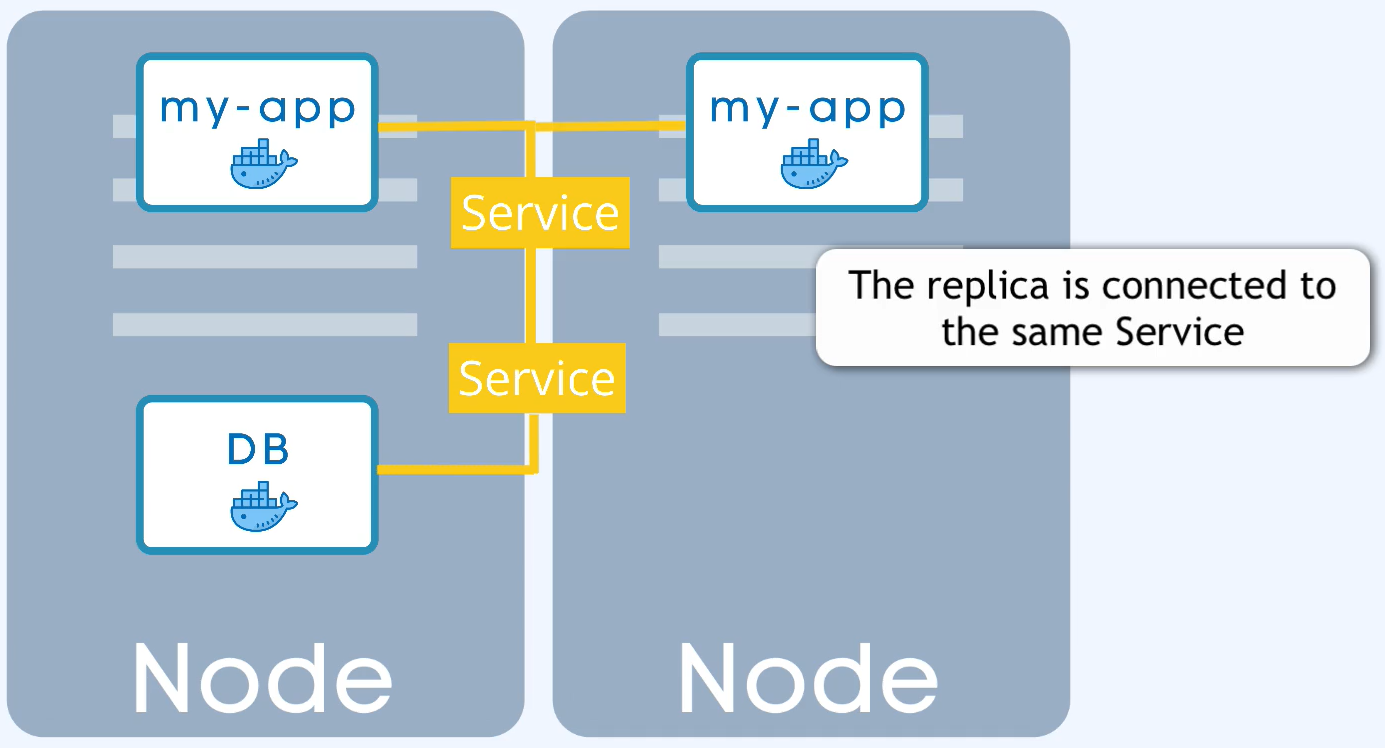 my-app
my-app
Service
The replica is connected to
the same Service
Service
DB
Node
Node